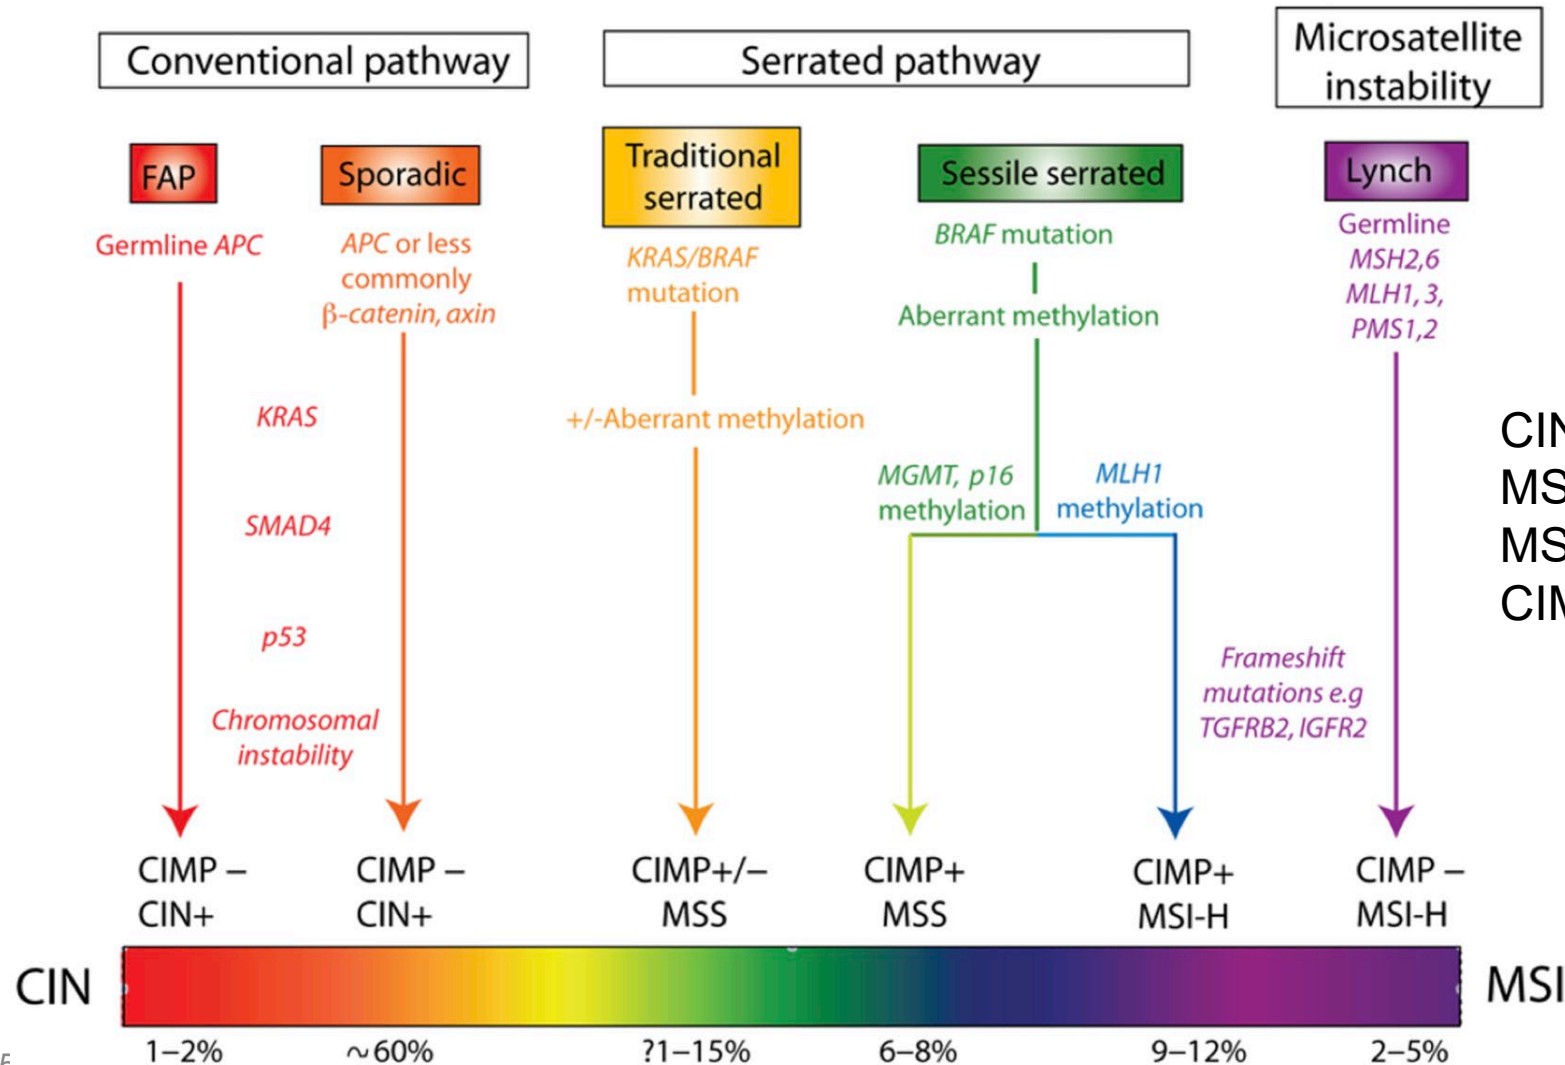 Conventional pathway
Serrated pathway
Microsatellite
instability
FAP
Sporadic
Traditional
serrated
Sessile serrated
Lynch
Germline APC
APC or less
commonly
β-catenin, axin
KRAS/BRAF
mutation
BRAF mutation
Aberrant methylation
Germline
MSH2,6
MLH1, 3,
PMS1,2
KRAS
SMAD4
p53
Chromosomal
instability
+/-Aberrant methylation
MGMT, p16
methylation
MLH1
methylation
Frameshift
mutations e.g
TGFRB2, IGFR2
CIMP –
CIN+
CIMP –
CIN+
CIMP+/–
MSS
CIMP+
MSS
CIMP+
MSI-H
CIMP –
MSI-H
CIN
MSI
1–2%
~60%
?1–15%
6–8%
9–12%
2–5%